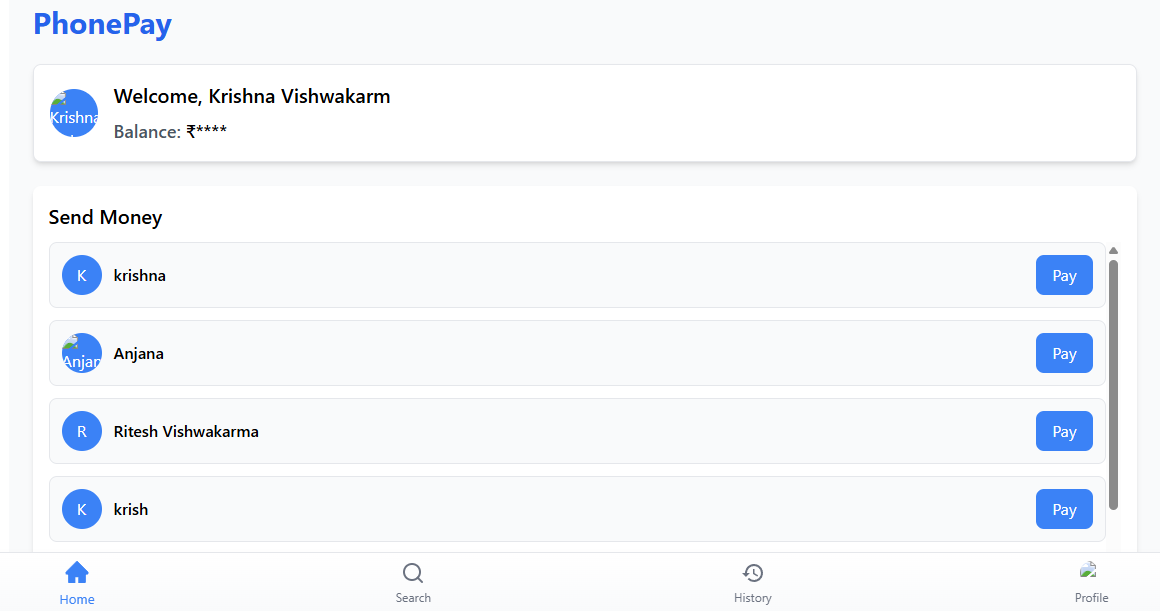 PhonePay
Krishna
Welcome, Krishna Vishwakarm
Balance: ₹****
Send Money
K krishna Pay
Anjana Pay
R Ritesh Vishwakarma Pay
K krish Pay
Home Search History Profile